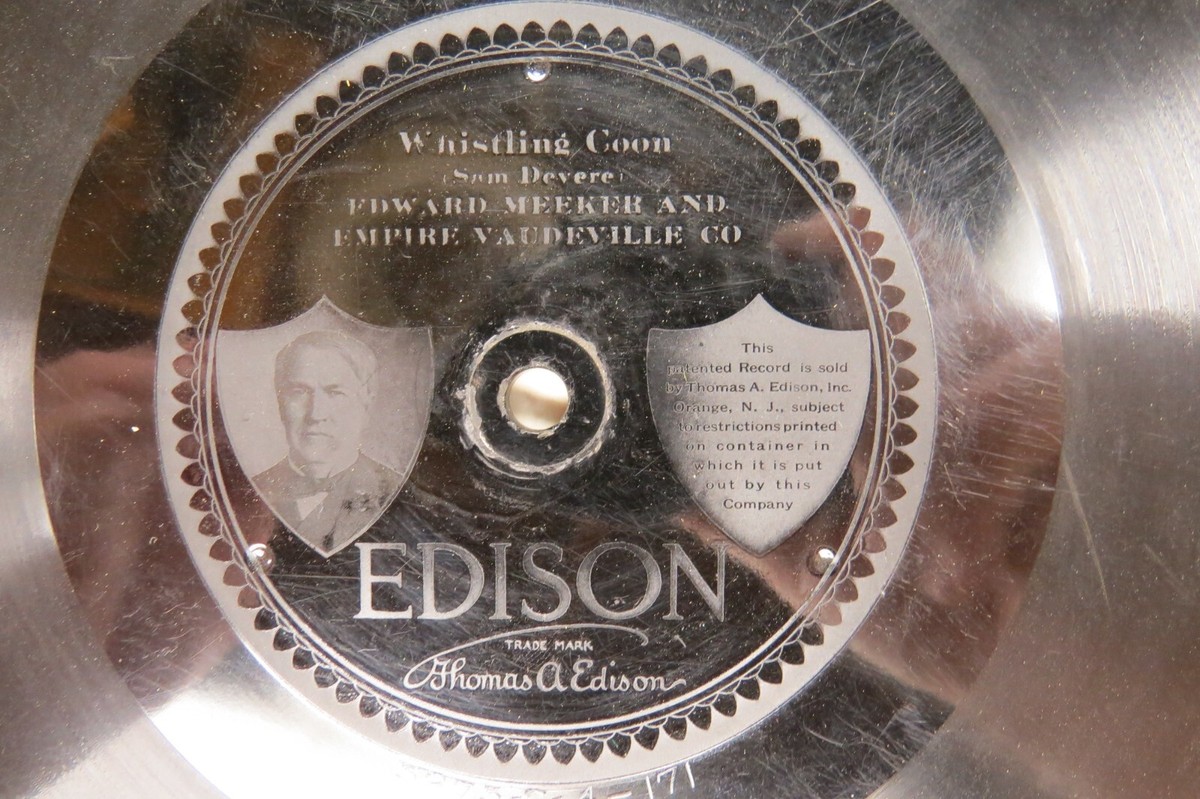 Whistling Coon
(Sam Devere)
EDWARD MEEKER AND
EMPIRE VAUDEVILLE CO
This
patented Record is sold
by Thomas A. Edison, Inc.
Orange, N. J., subject
to restrictions printed
on container in
which it is put
out by this
Company
EDISON
TRADE MARK
Thomas A Edison
A-171